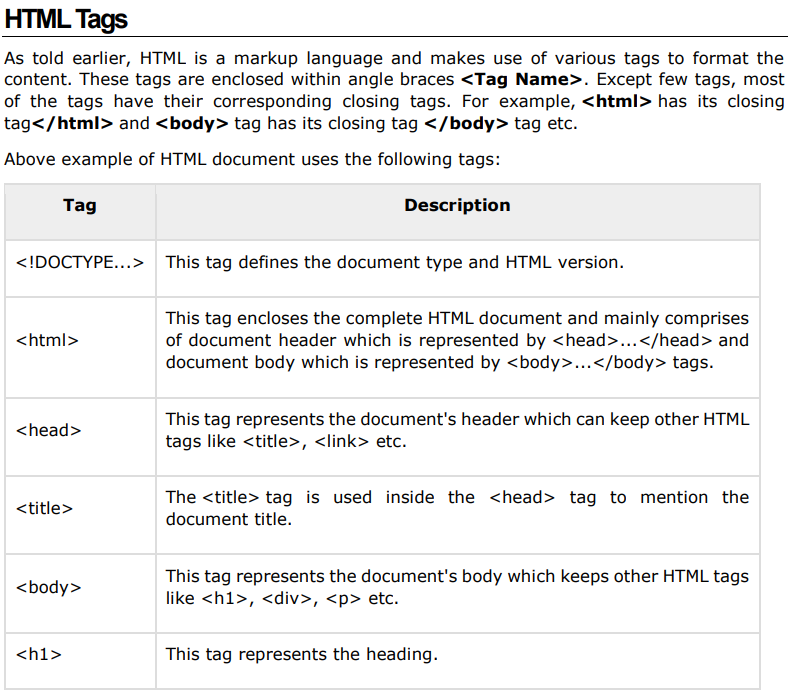 HTML Tags
As told earlier, HTML is a markup language and makes use of various tags to format the
content. These tags are enclosed within angle braces <Tag Name>. Except few tags, most
of the tags have their corresponding closing tags. For example, <html> has its closing
tag</html> and <body> tag has its closing tag </body> tag etc.
Above example of HTML document uses the following tags:
Tag Description
<!DOCTYPE...> This tag defines the document type and HTML version.
This tag encloses the complete HTML document and mainly comprises
<html> of document header which is represented by <head>...</head> and
document body which is represented by <body>...</body> tags.
<head> This tag represents the document's header which can keep other HTML
tags like <title>, <link> etc.
<title> The <title> tag is used inside the <head> tag to mention the
document title.
<body> This tag represents the document's body which keeps other HTML tags
like <h1>, <div>, <p> etc.
<h1> This tag represents the heading.